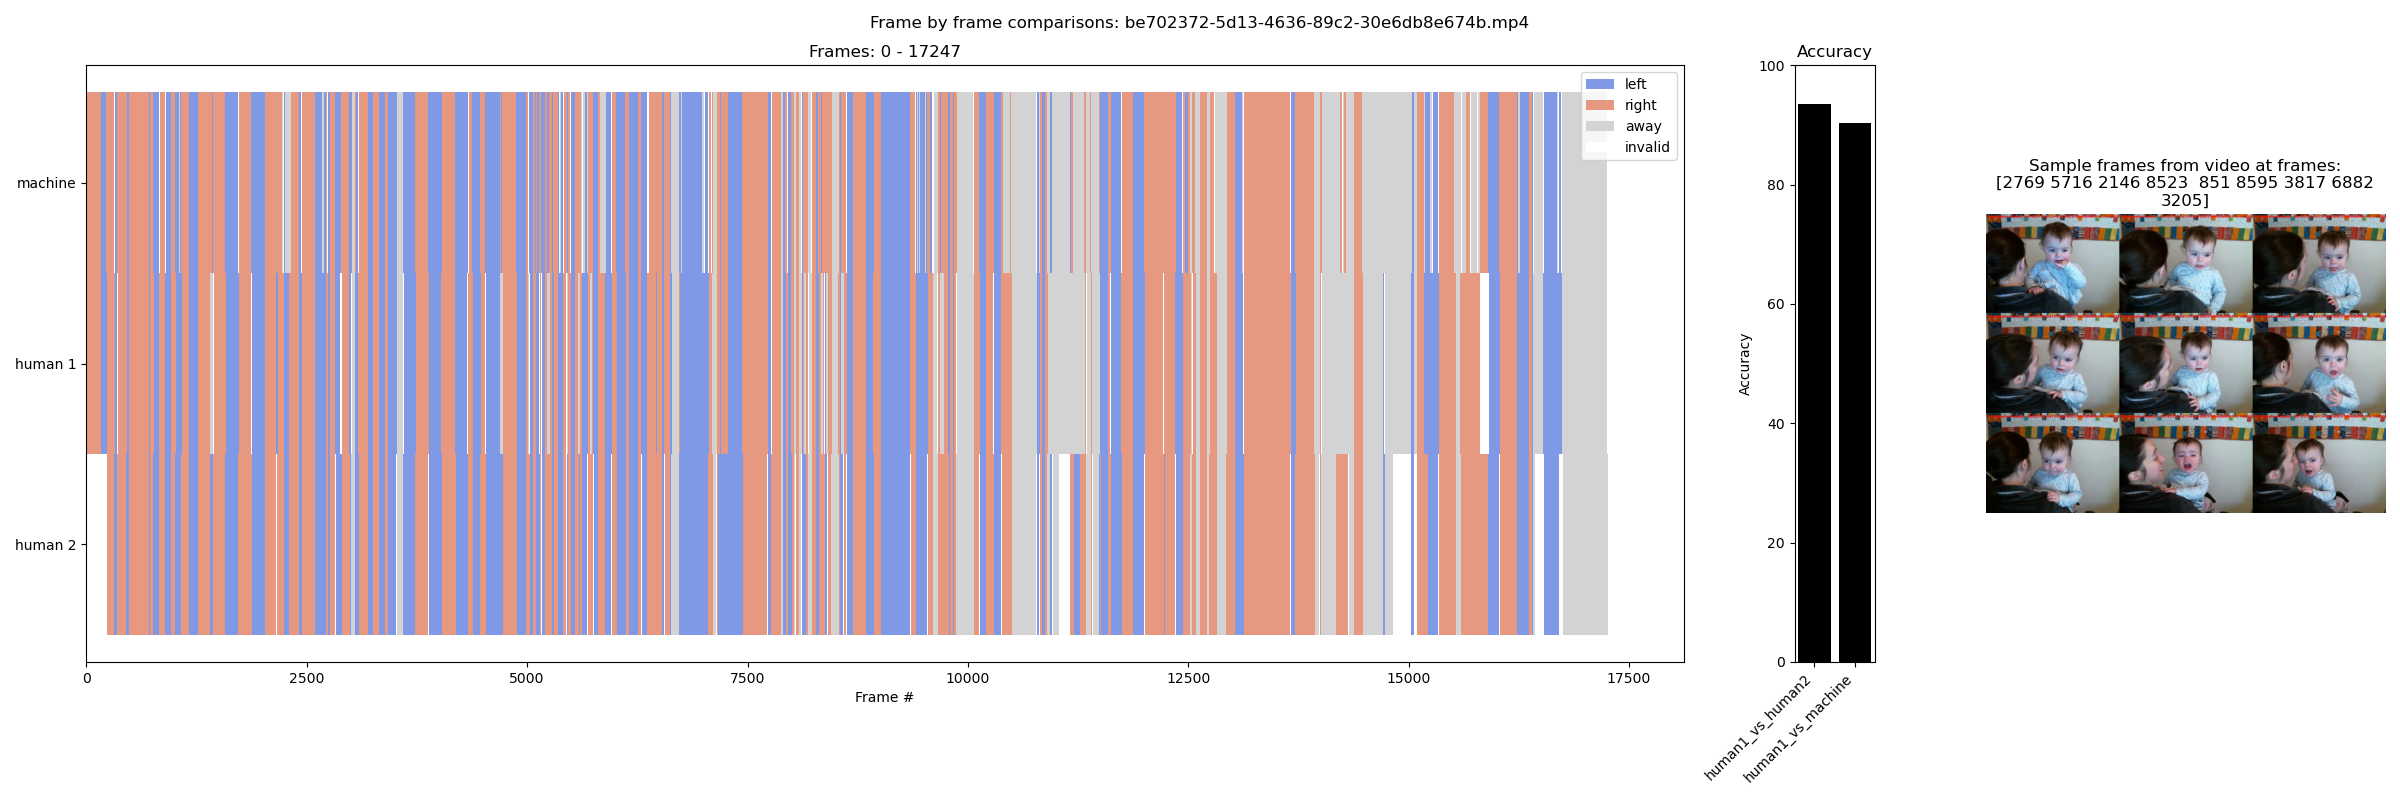 Frame by frame comparisons: be702372-5d13-4636-89c2-30e6db8e674b.mp4
Frames: 0 - 17247
machine
human 1
human 2
left
right
away
invalid
0
2500
5000
7500
10000
12500
15000
17500
Frame #
Accuracy
100
80
60
40
20
0
Accuracy
human1_vs_human2
human1_vs_machine
Sample frames from video at frames:
[2769 5716 2146 8523  851 8595 3817 6882
3205]